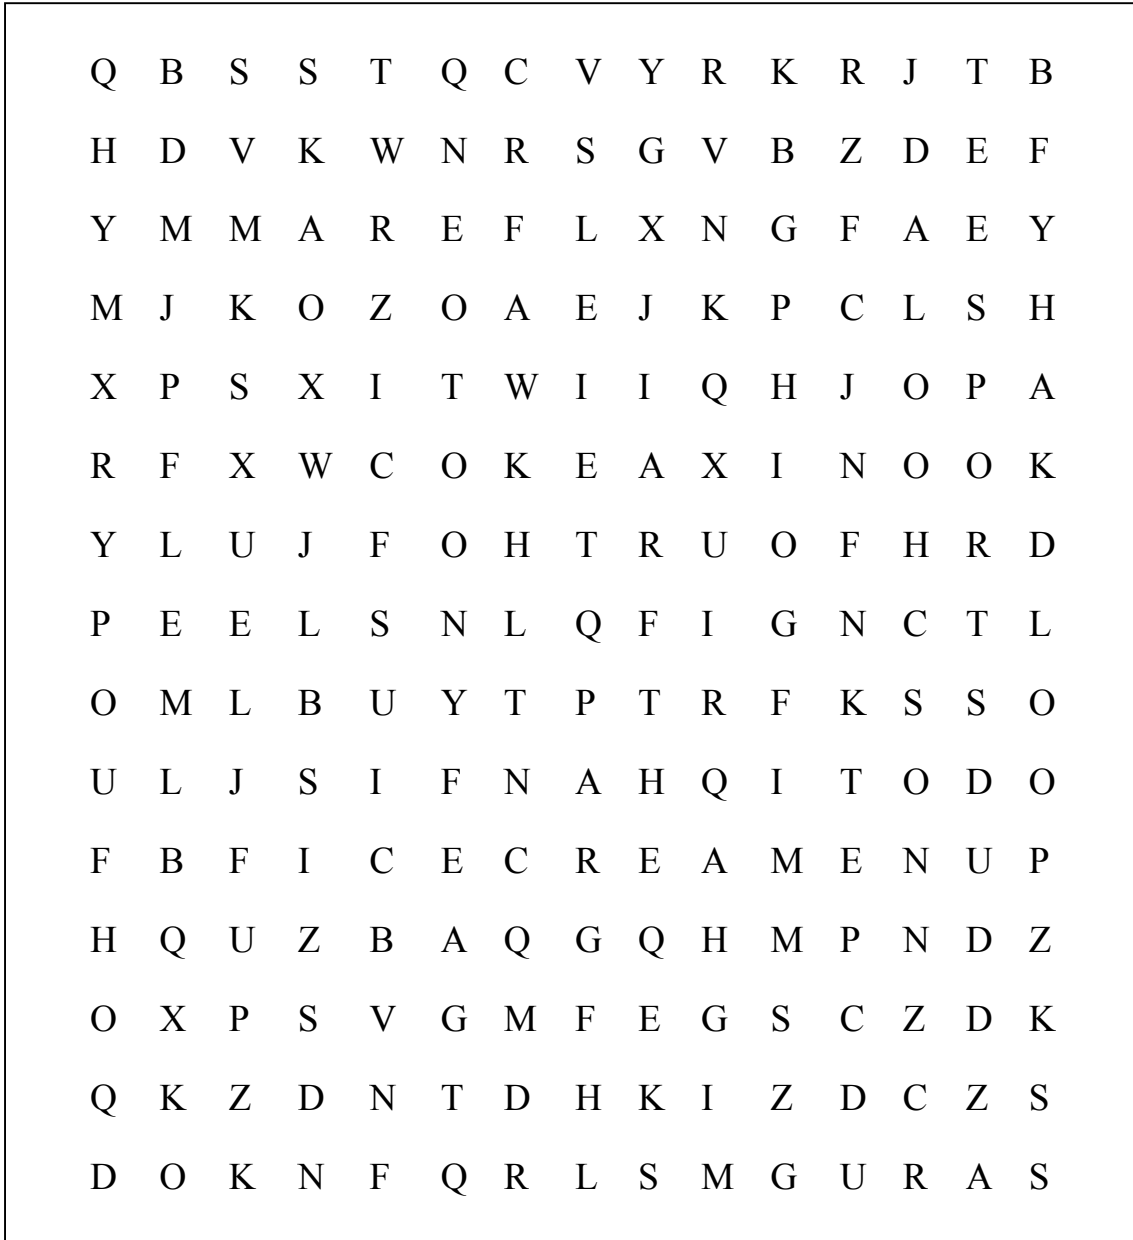 Q B S S T Q C V Y R K R J T B
H D V K W N R S G V B Z D E F
Y M M A R E F L X N G F A E Y
M J K O Z O A E J K P C L S H
X P S X I T W I I Q H J O P A
R F X W C O K E A X I N O O K
Y L U J F O H T R U O F H R D
P E E L S N L Q F I G N C T L
O M L B U Y T P T R F K S S O
U L J S I F N A H Q I T O D O
F B F I C E C R E A M E N U P
H Q U Z B A Q G Q H M P N D Z
O X P S V G M F E G S C Z D K
Q K Z D N T D H K I Z D C Z S
D O K N F Q R L S M G U R A S